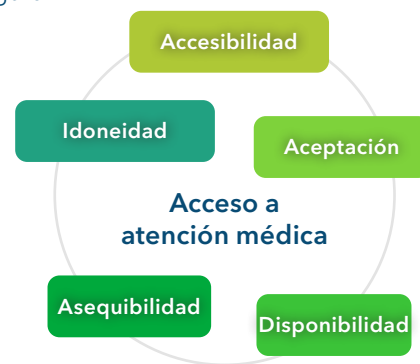 Accesibilidad
Idoneidad
Aceptación
Acceso a
atención médica
Asequibilidad
Disponibilidad